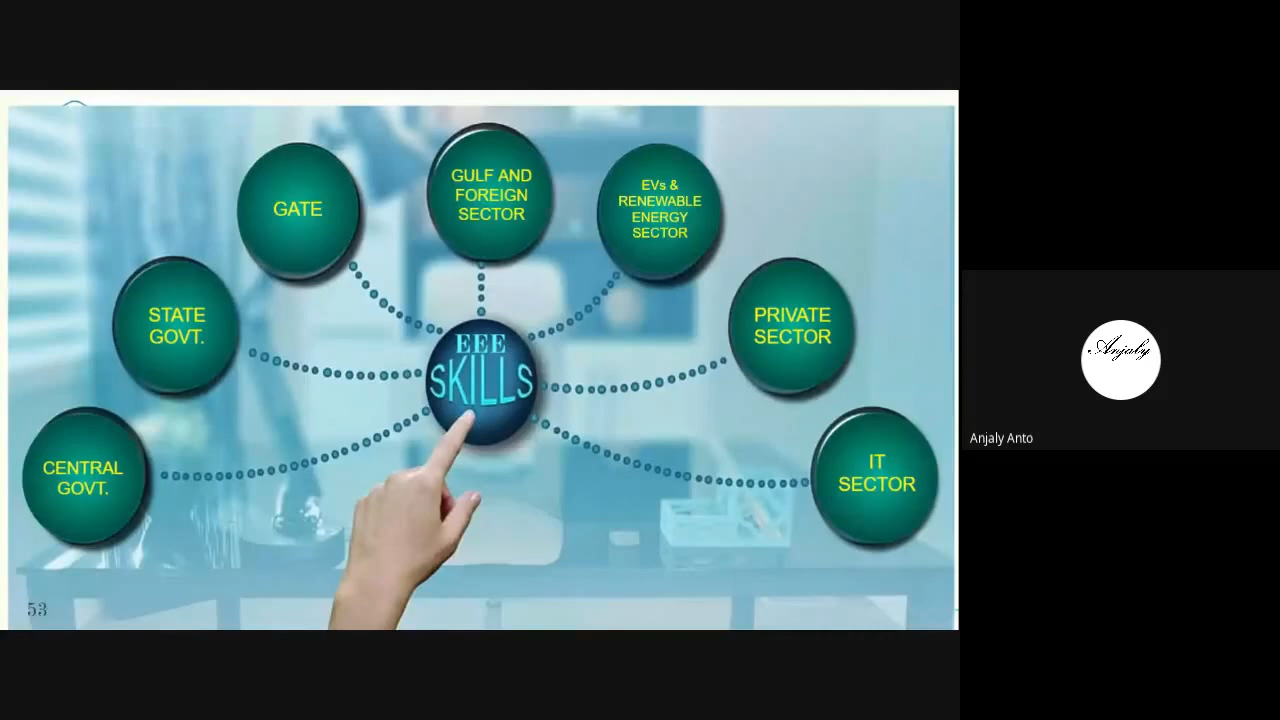 GULF AND
FOREIGN
SECTOR
GATE
EVs &
RENEWABLE
ENERGY
SECTOR
STATE
GOVT.
PRIVATE
SECTOR
EEE
SKILLS
CENTRAL
GOVT.
IT
SECTOR
53
Anjaly
Anjaly Anto